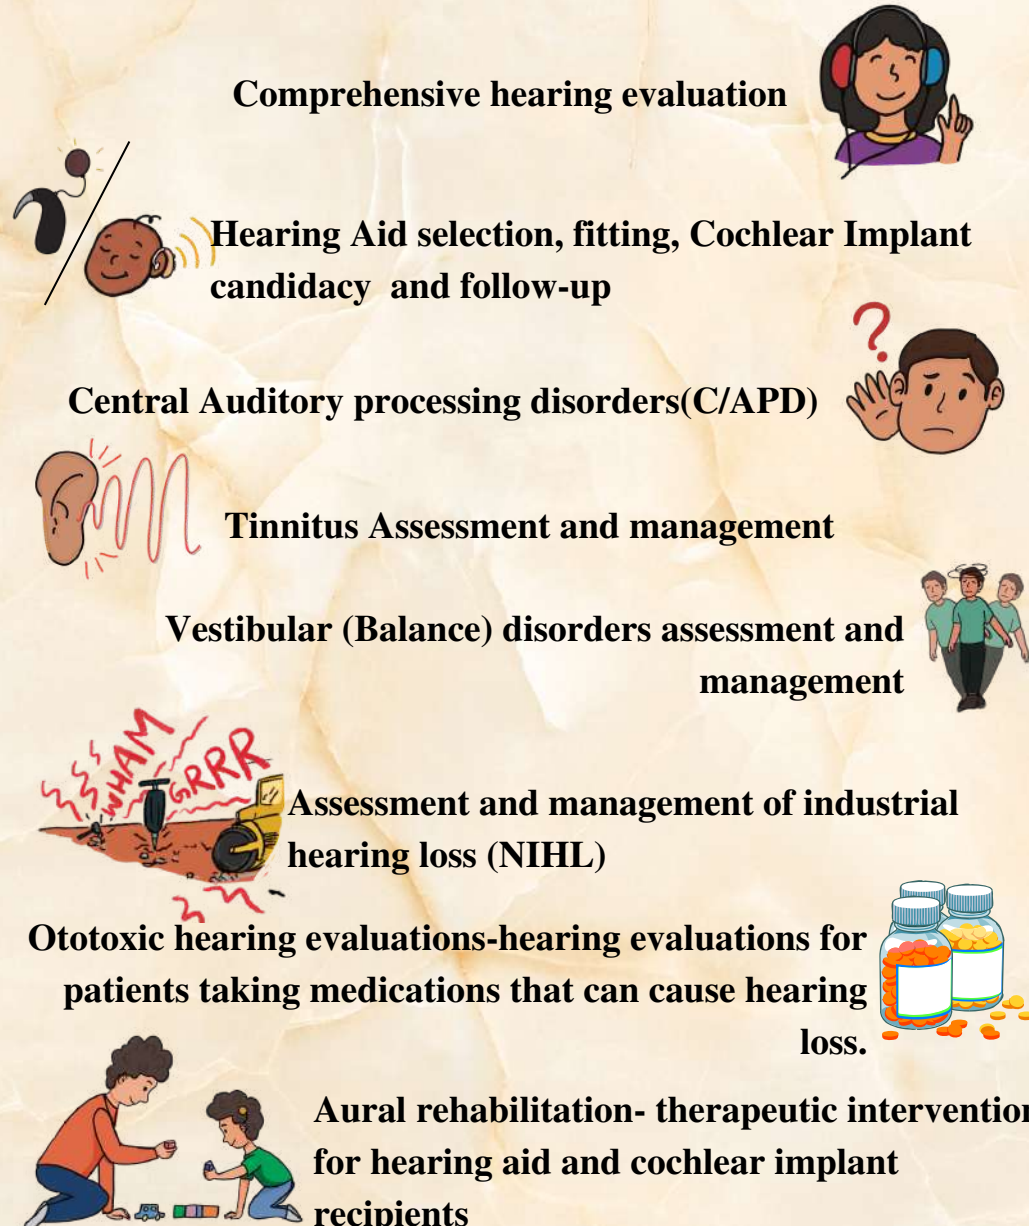 Comprehensive hearing evaluation
Hearing Aid selection, fitting, Cochlear Implant
candidacy and follow-up
Central Auditory processing disorders(C/APD)
Tinnitus Assessment and management
Vestibular (Balance) disorders assessment and
management
WHAM
GRRR
Assessment and management of industrial
hearing loss (NIHL)
Ototoxic hearing evaluations-hearing evaluations for
patients taking medications that can cause hearing
loss.
Aural rehabilitation- therapeutic intervention
for hearing aid and cochlear implant
recipients